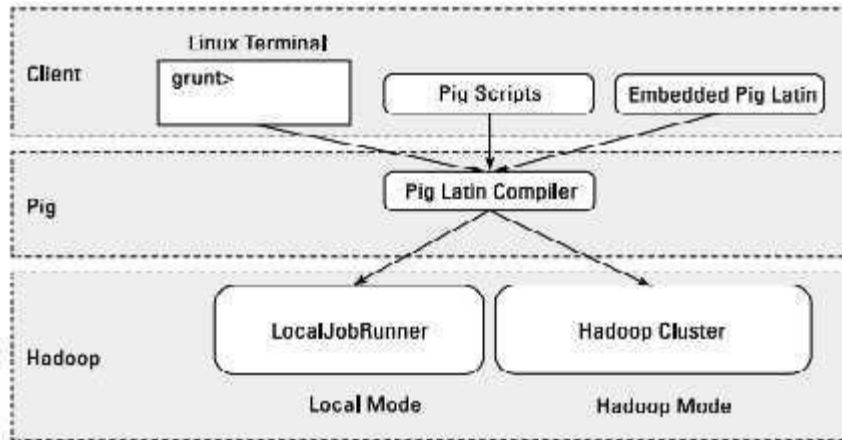 Linux Terminal
Client
grunt>
Pig Scripts
Embedded Pig Latin
Pig Latin Compiler
Pig
LocalJobRunner
Hadoop Cluster
Hadoop
Local Mode
Hadoop Mode